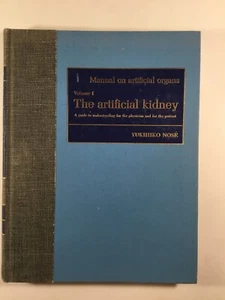 Manual on artificial organs
Volume 1
The artificial kidney
A guide to understanding for the physician and for the patient
YUKIHIKO NOSÉ